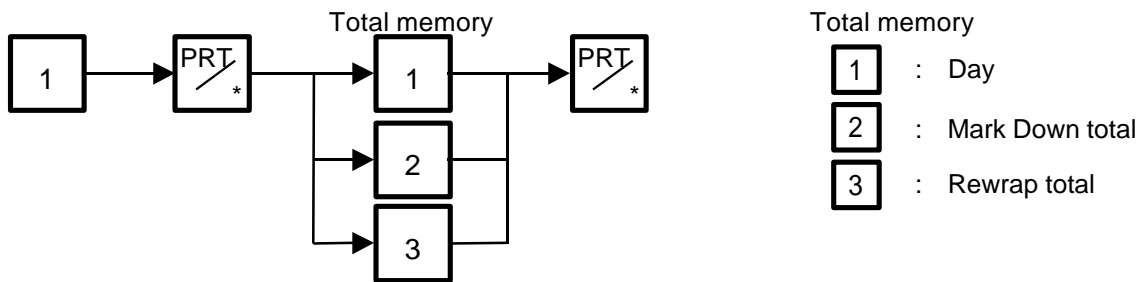 Total memory
1
PRT
*
1
PRT
*
2
3
Total memory
1 : Day
2 : Mark Down total
3 : Rewrap total